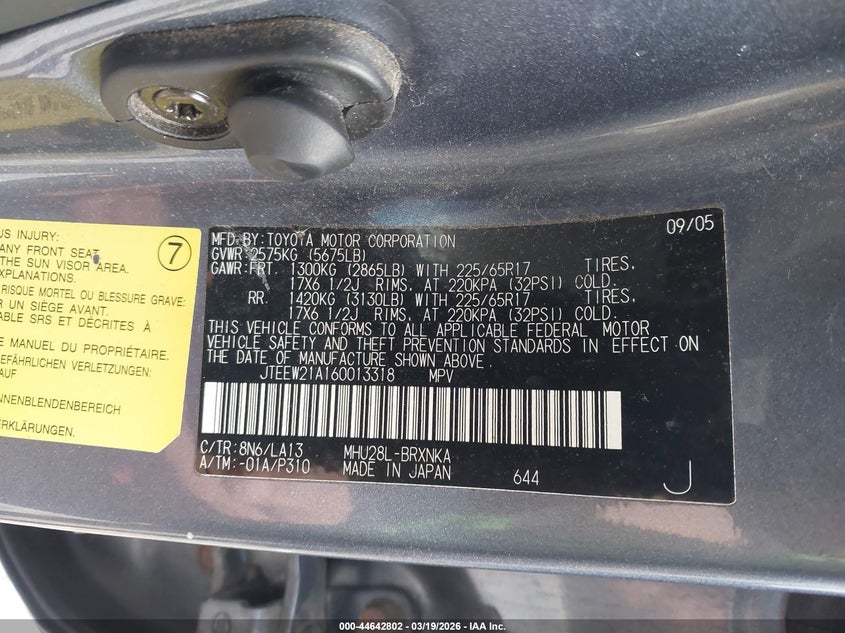 US INJURY:
ANY FRONT SEAT
THE SUN VISOR AREA.
EXPLANATIONS.
RISQUE MORTEL OU BLESSURE GRAVE:
R UN SIÈGE AVANT.
ABLE SRS ET DÉCRITES À
E MANUEL DU PROPRIÉTAIRE.
GEFÄHRLICHEN VERLETZUNGEN:
AUF
NNENBLENDENBEREICH
ERKLÄRUNGEN.
7
09/05
MFD. BY: TOYOTA MOTOR CORPORATION
GVWR: 2575KG (5675LB)
GAWR: FRT. 1300KG (2865LB) WITH 225/65R17 TIRES,
17X6 1/2J RIMS. AT 220KPA (32PSI) COLD.
RR. 1420KG (3130LB) WITH 225/65R17 TIRES,
17X6 1/2J RIMS. AT 220KPA (32PSI) COLD.
THIS VEHICLE CONFORMS TO ALL APPLICABLE FEDERAL MOTOR
VEHICLE SAFETY AND THEFT PREVENTION STANDARDS IN EFFECT ON
THE DATE OF MANUFACTURE SHOWN ABOVE.
JTEEW21A160013318 MPV
C/TR: 8N6/LA13 MHU28L-BRXNKA
A/TM: -01A/P310 MADE IN JAPAN 644
J
000-44642802 - 03/19/2026 - IAA Inc.